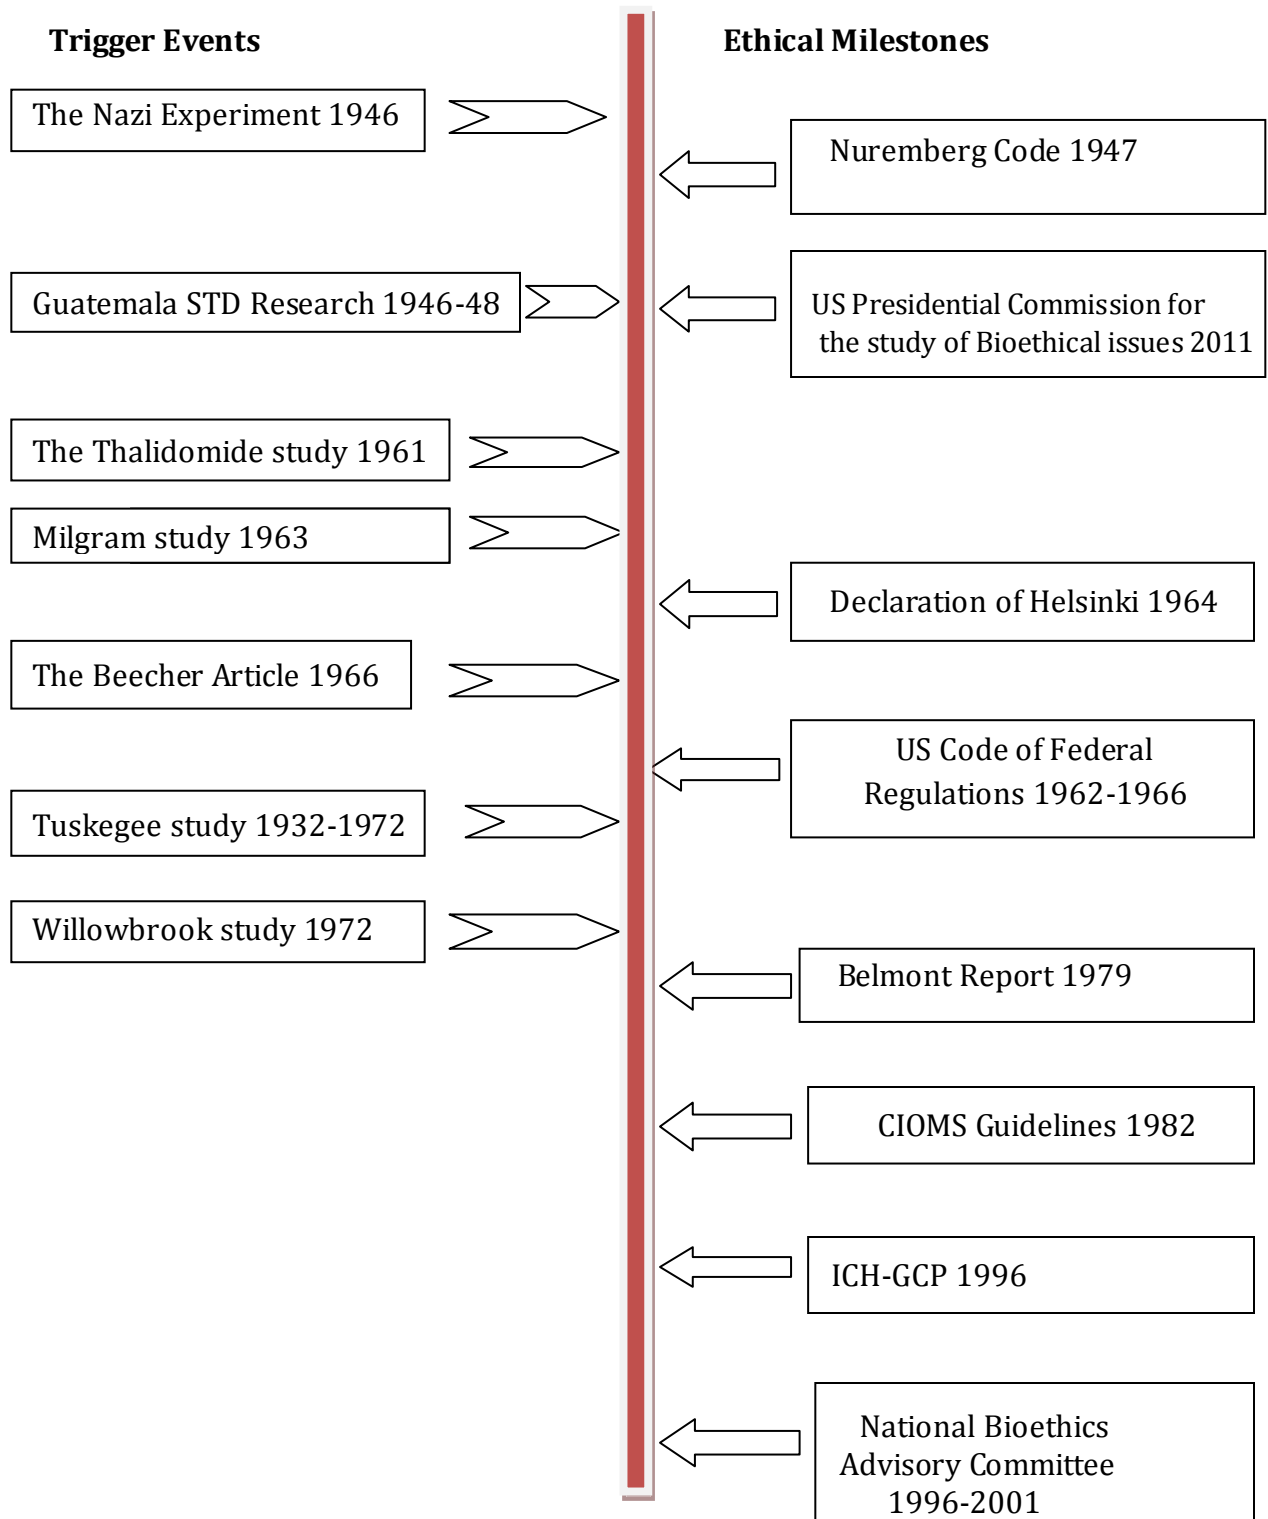 Trigger Events
Ethical Milestones
The Nazi Experiment 1946
Nuremberg Code 1947
Guatemala STD Research 1946-48
US Presidential Commission for
the study of Bioethical issues 2011
The Thalidomide study 1961
Milgram study 1963
Declaration of Helsinki 1964
The Beecher Article 1966
US Code of Federal
Regulations 1962-1966
Tuskegee study 1932-1972
Willowbrook study 1972
Belmont Report 1979
CIOMS Guidelines 1982
ICH-GCP 1996
National Bioethics
Advisory Committee
1996-2001